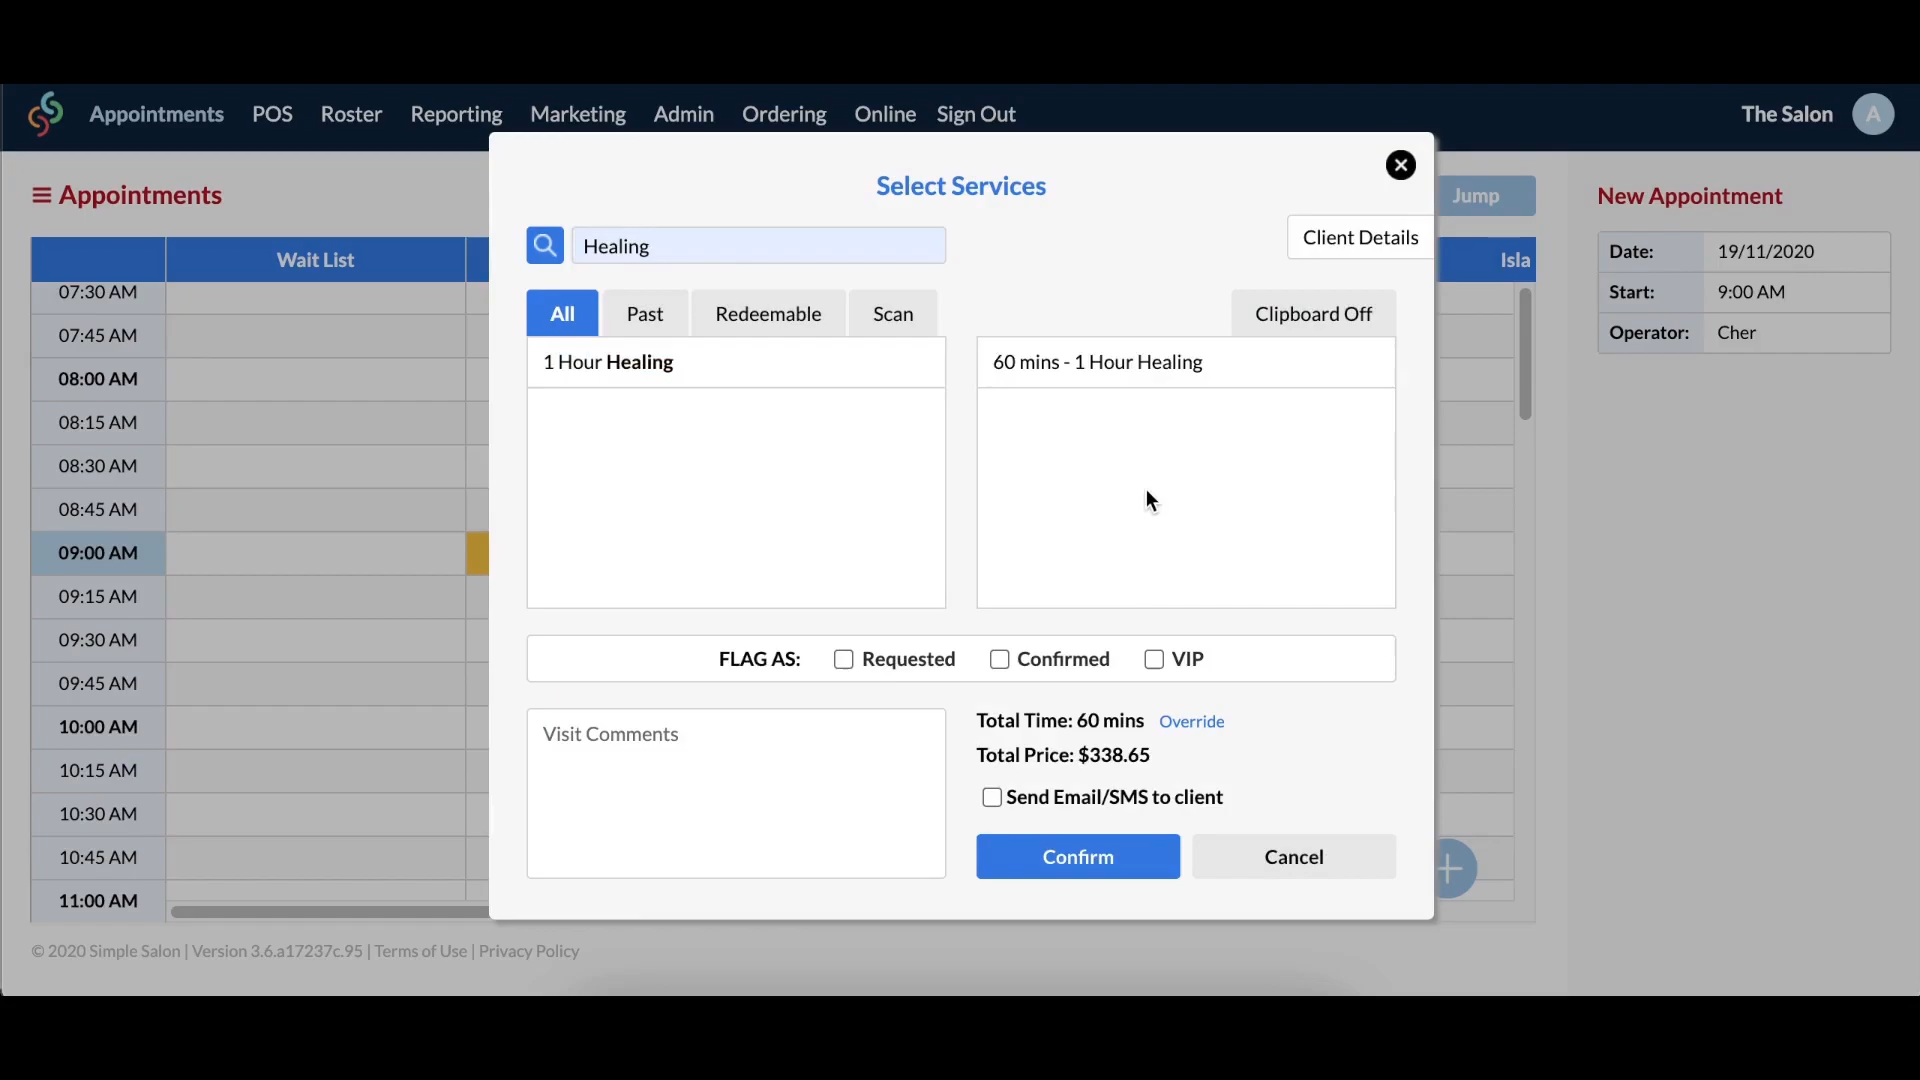 Appointments POS Roster Reporting Marketing Admin Ordering Online Sign Out The Salon A
Appointments
Wait List
07:30 AM
07:45 AM
08:00 AM
08:15 AM
08:30 AM
08:45 AM
09:00 AM
09:15 AM
09:30 AM
09:45 AM
10:00 AM
10:15 AM
10:30 AM
10:45 AM
11:00 AM
Select Services
Healing
Client Details
All Past Redeemable Scan Clipboard Off
1 Hour Healing
60 mins - 1 Hour Healing
FLAG AS: Requested Confirmed VIP
Visit Comments
Total Time: 60 mins Override
Total Price: $338.65
Send Email/SMS to client
Confirm Cancel
Jump
Isla
New Appointment
Date: 19/11/2020
Start: 9:00 AM
Operator: Cher
© 2020 Simple Salon | Version 3.6.a17237c.95 | Terms of Use | Privacy Policy